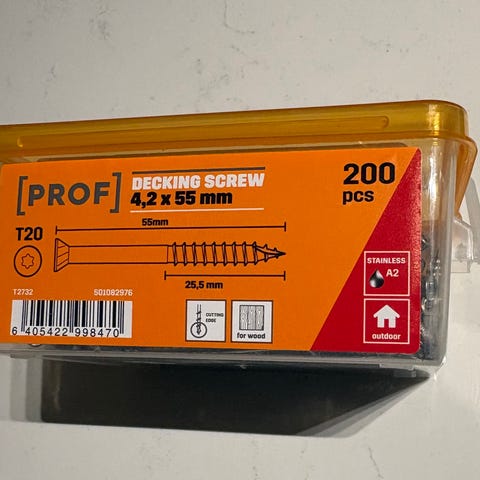 [PROF]
DECKING SCREW
4,2 x 55 mm
200
pcs
T20
55mm
25,5 mm
STAINLESS
A2
T2732
501082976
6 405422 998470
CUTTING
EDGE
for wood
outdoor